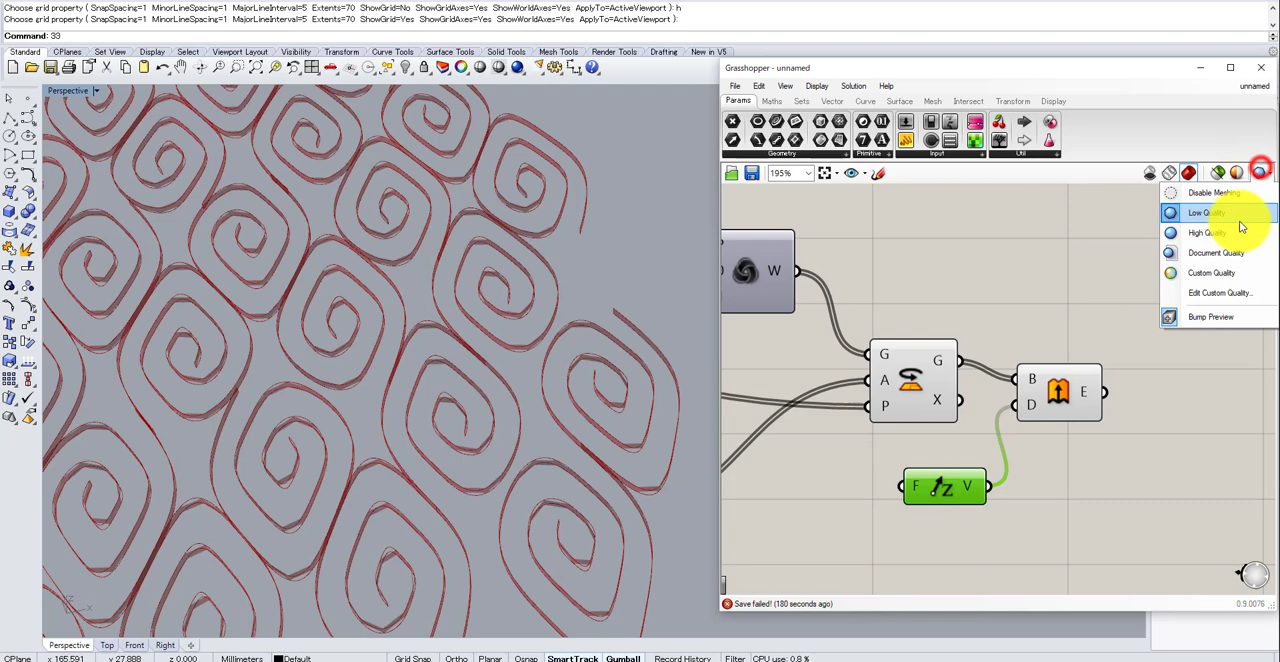 Choose grid property ( SnapSpacing=1 MinorLineSpacing=1 MajorLineInterval=5 Extents=70 ShowGrid=No ShowGridAxes=Yes ShowWorldAxes=Yes ApplyTo=ActiveViewport ): h
Choose grid property ( SnapSpacing=1 MinorLineSpacing=1 MajorLineInterval=5 Extents=70 ShowGrid=Yes ShowGridAxes=Yes ShowWorldAxes=Yes ApplyTo=ActiveViewport ):
Command: 33
Standard CPlanes Set View Display Select Viewport Layout Visibility Transform Curve Tools Surface Tools Solid Tools Mesh Tools Render Tools Drafting New in V5
Perspective
Grasshopper - unnamed
File Edit View Display Solution Help unnamed
Params Maths Sets Vector Curve Surface Mesh Intersect Transform Display
Geometry Primitive Input Util
195%
Disable Meshing
Low Quality
High Quality
Document Quality
Custom Quality
Edit Custom Quality...
Bump Preview
W
G A P G X
B D E
F Z V
Save failed! (180 seconds ago) 0.9.0076
Z X
Perspective Top Front Right
CPlane x 165.591 y 27.888 z 0.000 Millimeters Default Grid Snap Ortho Planar Osnap SmartTrack Gumball Record History Filter CPU use: 0.8 %